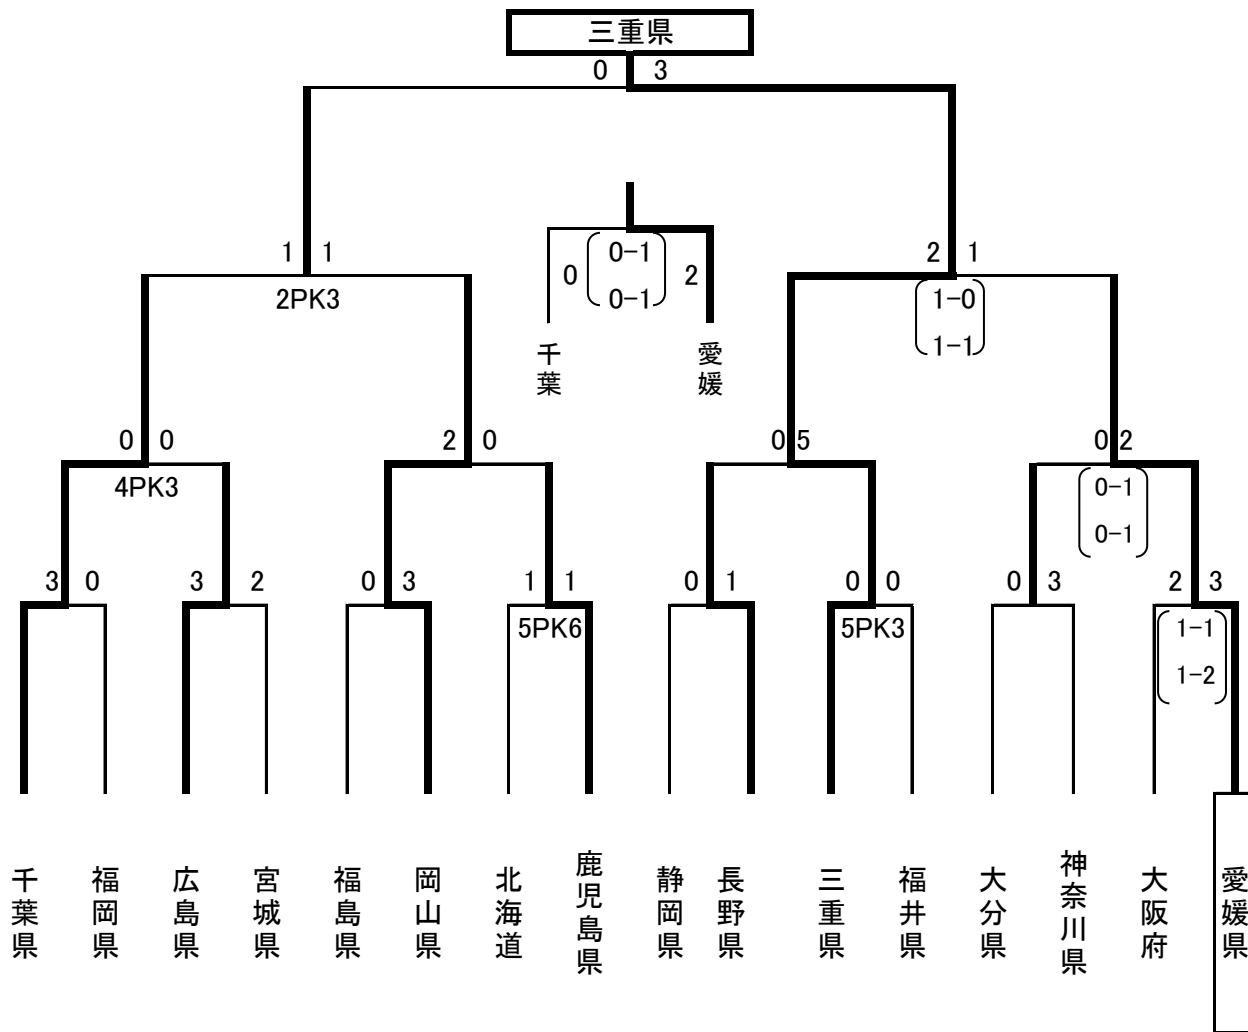 三重県
0 3
1 1
2PK3
0
0-1
0-1
2
千葉
愛媛
2 1
1-0
1-1
0 0
4PK3
2 0
0 5
0 2
0-1
0-1
3 0
3 2
0 3
1 1
5PK6
0 1
0 0
5PK3
0 3
2 3
1-1
1-2
千葉県
福岡県
広島県
宮城県
福島県
岡山県
北海道
鹿児島県
静岡県
長野県
三重県
福井県
大分県
神奈川県
大阪府
愛媛県